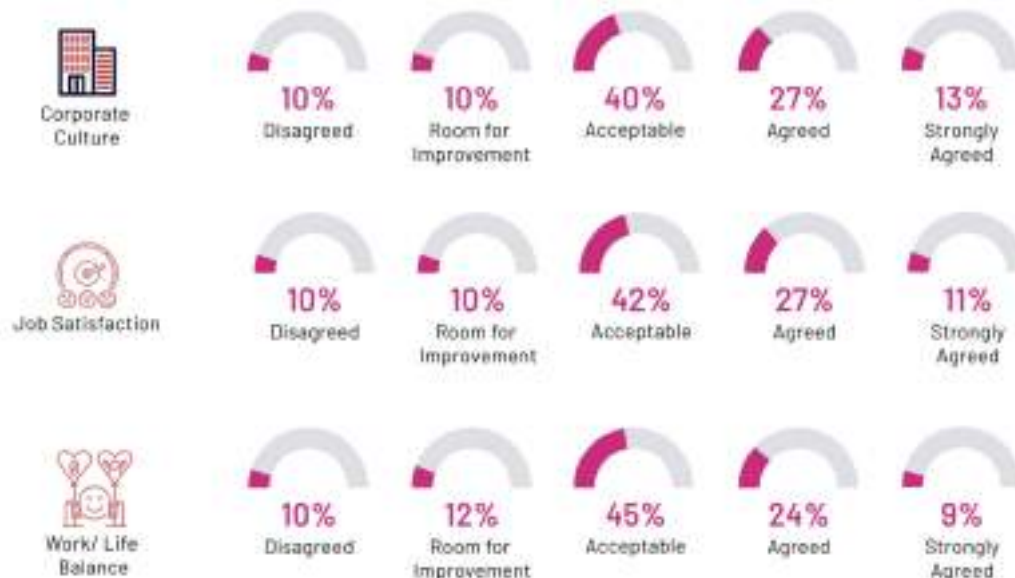 10% 10% 40% 27% 13%
Corporate Culture
Disagreed
Room for Improvement
Acceptable
Agreed
Strongly Agreed
10% 10% 42% 27% 11%
Job Satisfaction
Disagreed
Room for Improvement
Acceptable
Agreed
Strongly Agreed
10% 12% 45% 24% 9%
Work/ Life Balance
Disagreed
Room for Improvement
Acceptable
Agreed
Strongly Agreed